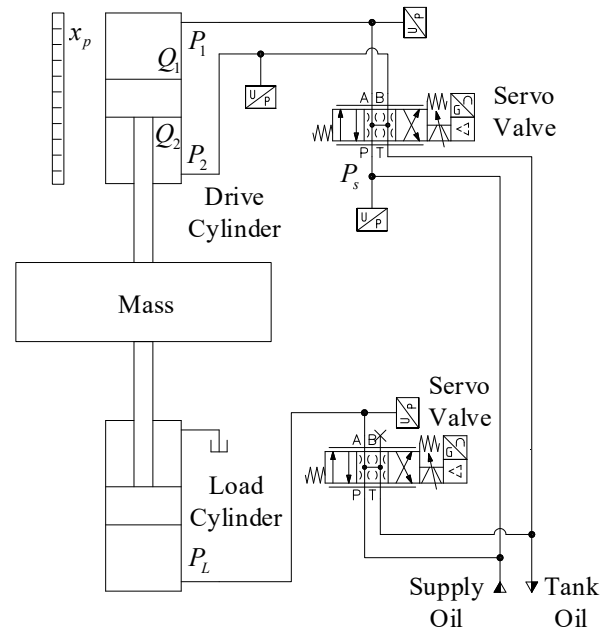 x_p
P_1
Q_1
Q_2
P_2
Drive
Cylinder
U/P
U/P
A B
P T
G
Servo
Valve
P_s
U/P
Mass
Servo
Valve
U/P
A B
P T
G
Load
Cylinder
P_L
Supply
Oil
Tank
Oil